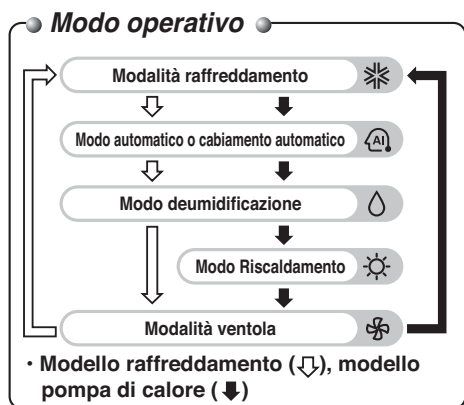 Modo operativo
Modalità raffreddamento
Modo automatico o cabiamento automatico
AI
Modo deumidificazione
Modo Riscaldamento
Modalità ventola
• Modello raffreddamento (⇩), modello
pompa di calore (⬇)